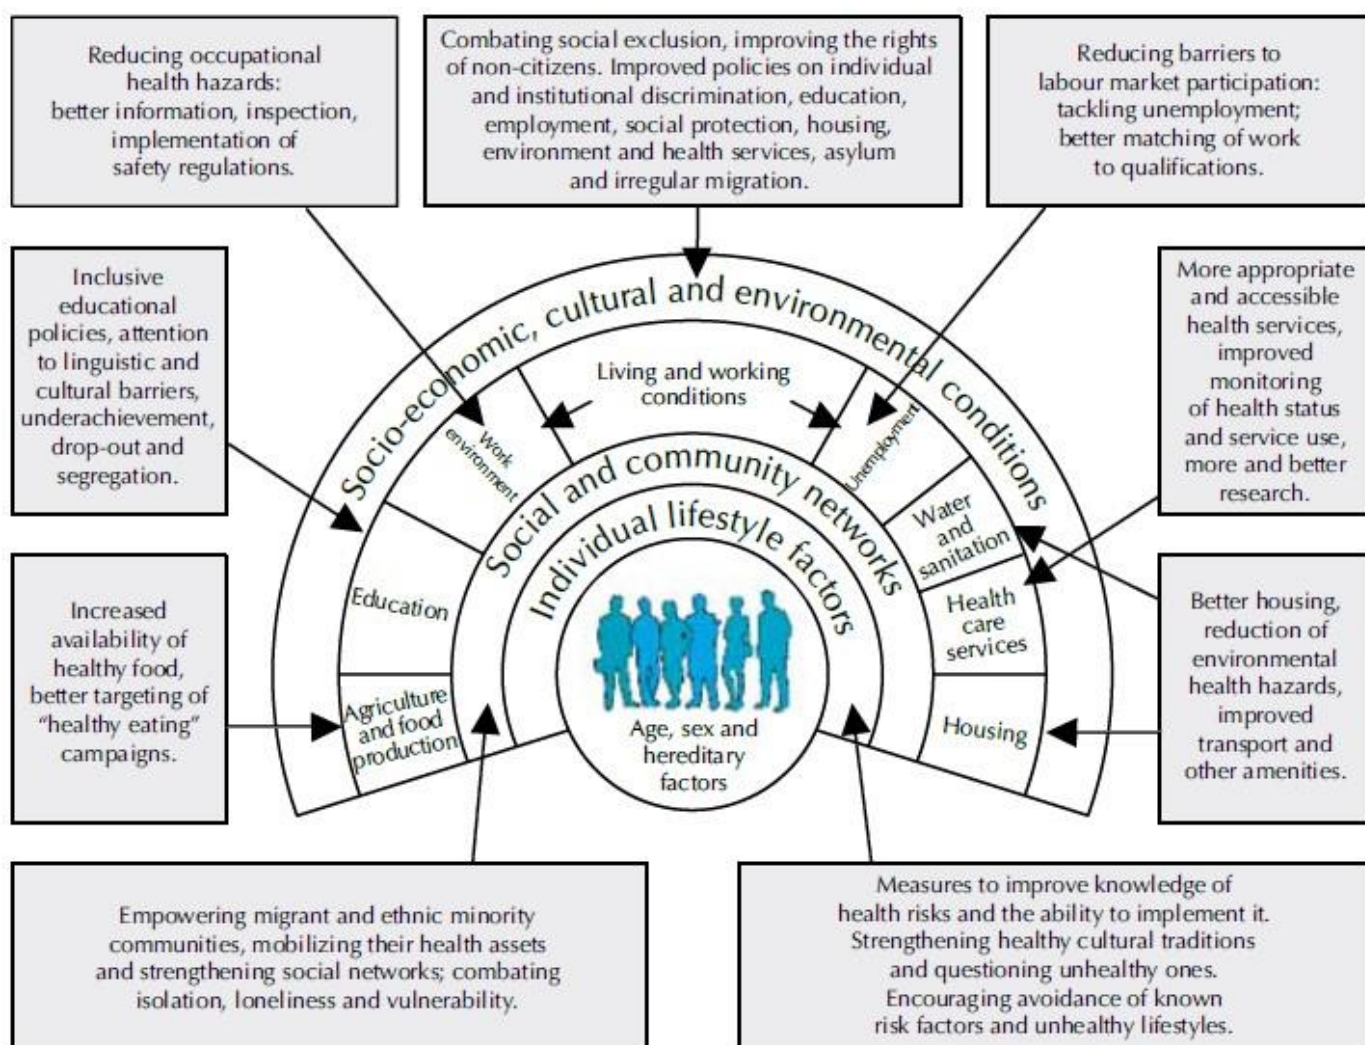 Reducing occupational
health hazards:
better information, inspection,
implementation of
safety regulations.
Combating social exclusion, improving the rights
of non-citizens. Improved policies on individual
and institutional discrimination, education,
employment, social protection, housing,
environment and health services, asylum
and irregular migration.
Reducing barriers to
labour market participation:
tackling unemployment;
better matching of work
to qualifications.
Inclusive
educational
policies, attention
to linguistic and
cultural barriers,
underachievement,
drop-out and
segregation.
More appropriate
and accessible
health services,
improved
monitoring
of health status
and service use,
more and better
research.
Socio-economic, cultural and environmental conditions
Living and working
conditions
Work
environment
Unemployment
Social and community networks
Individual lifestyle factors
Water
and
sanitation
Education
Health
care
services
Agriculture
and food
production
Housing
Age, sex and
hereditary
factors
Increased
availability of
healthy food,
better targeting of
“healthy eating”
campaigns.
Better housing,
reduction of
environmental
health hazards,
improved
transport and
other amenities.
Empowering migrant and ethnic minority
communities, mobilizing their health assets
and strengthening social networks; combating
isolation, loneliness and vulnerability.
Measures to improve knowledge of
health risks and the ability to implement it.
Strengthening healthy cultural traditions
and questioning unhealthy ones.
Encouraging avoidance of known
risk factors and unhealthy lifestyles.